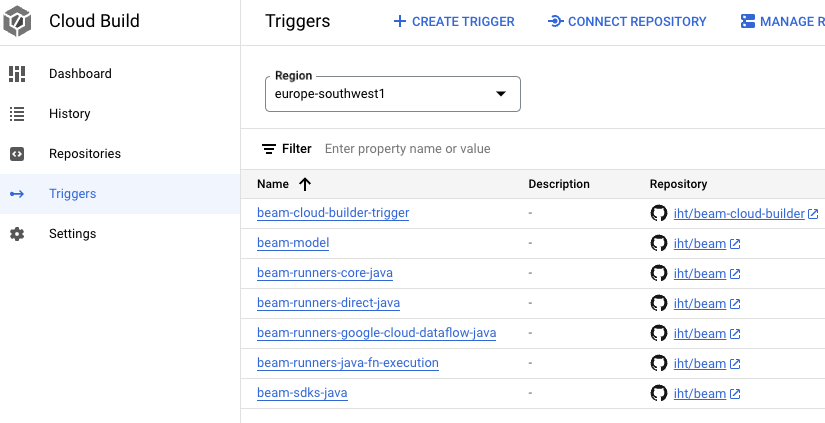 Cloud Build
Triggers
CREATE TRIGGER
CONNECT REPOSITORY
MANAGE R
Dashboard
History
Repositories
Triggers
Settings
Region
europe-southwest1
Filter Enter property name or value
Name Description Repository
beam-cloud-builder-trigger - iht/beam-cloud-builder
beam-model - iht/beam
beam-runners-core-java - iht/beam
beam-runners-direct-java - iht/beam
beam-runners-google-cloud-dataflow-java - iht/beam
beam-runners-java-fn-execution - iht/beam
beam-sdks-java - iht/beam